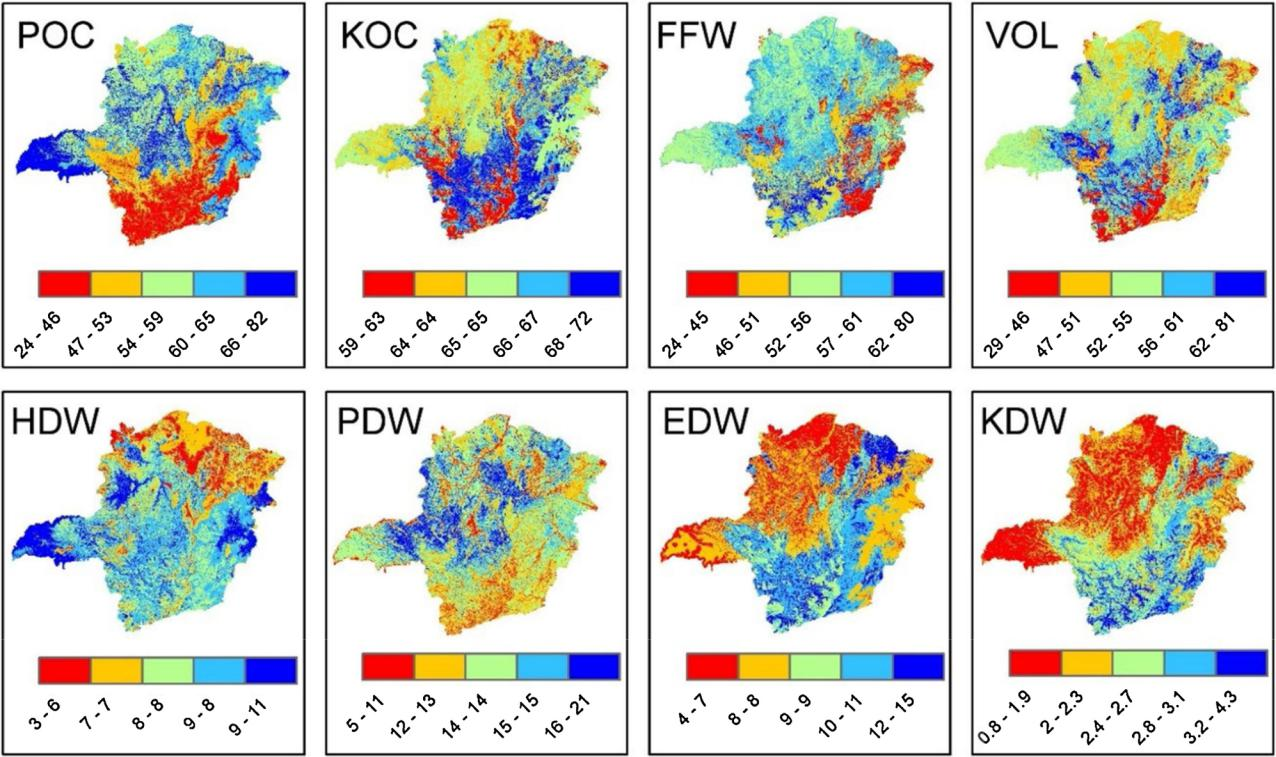 POC
24 - 46 47 - 53 54 - 59 60 - 65 66 - 82
KOC
59 - 63 64 - 64 65 - 65 66 - 67 68 - 72
FFW
24 - 45 46 - 51 52 - 56 57 - 61 62 - 80
VOL
29 - 46 47 - 51 52 - 55 56 - 61 62 - 81
HDW
3 - 6 7 - 7 8 - 8 9 - 8 9 - 11
PDW
5 - 11 12 - 13 14 - 14 15 - 15 16 - 21
EDW
4 - 7 8 - 8 9 - 9 10 - 11 12 - 15
KDW
0.8 - 1.9 2 - 2.3 2.4 - 2.7 2.8 - 3.1 3.2 - 4.3